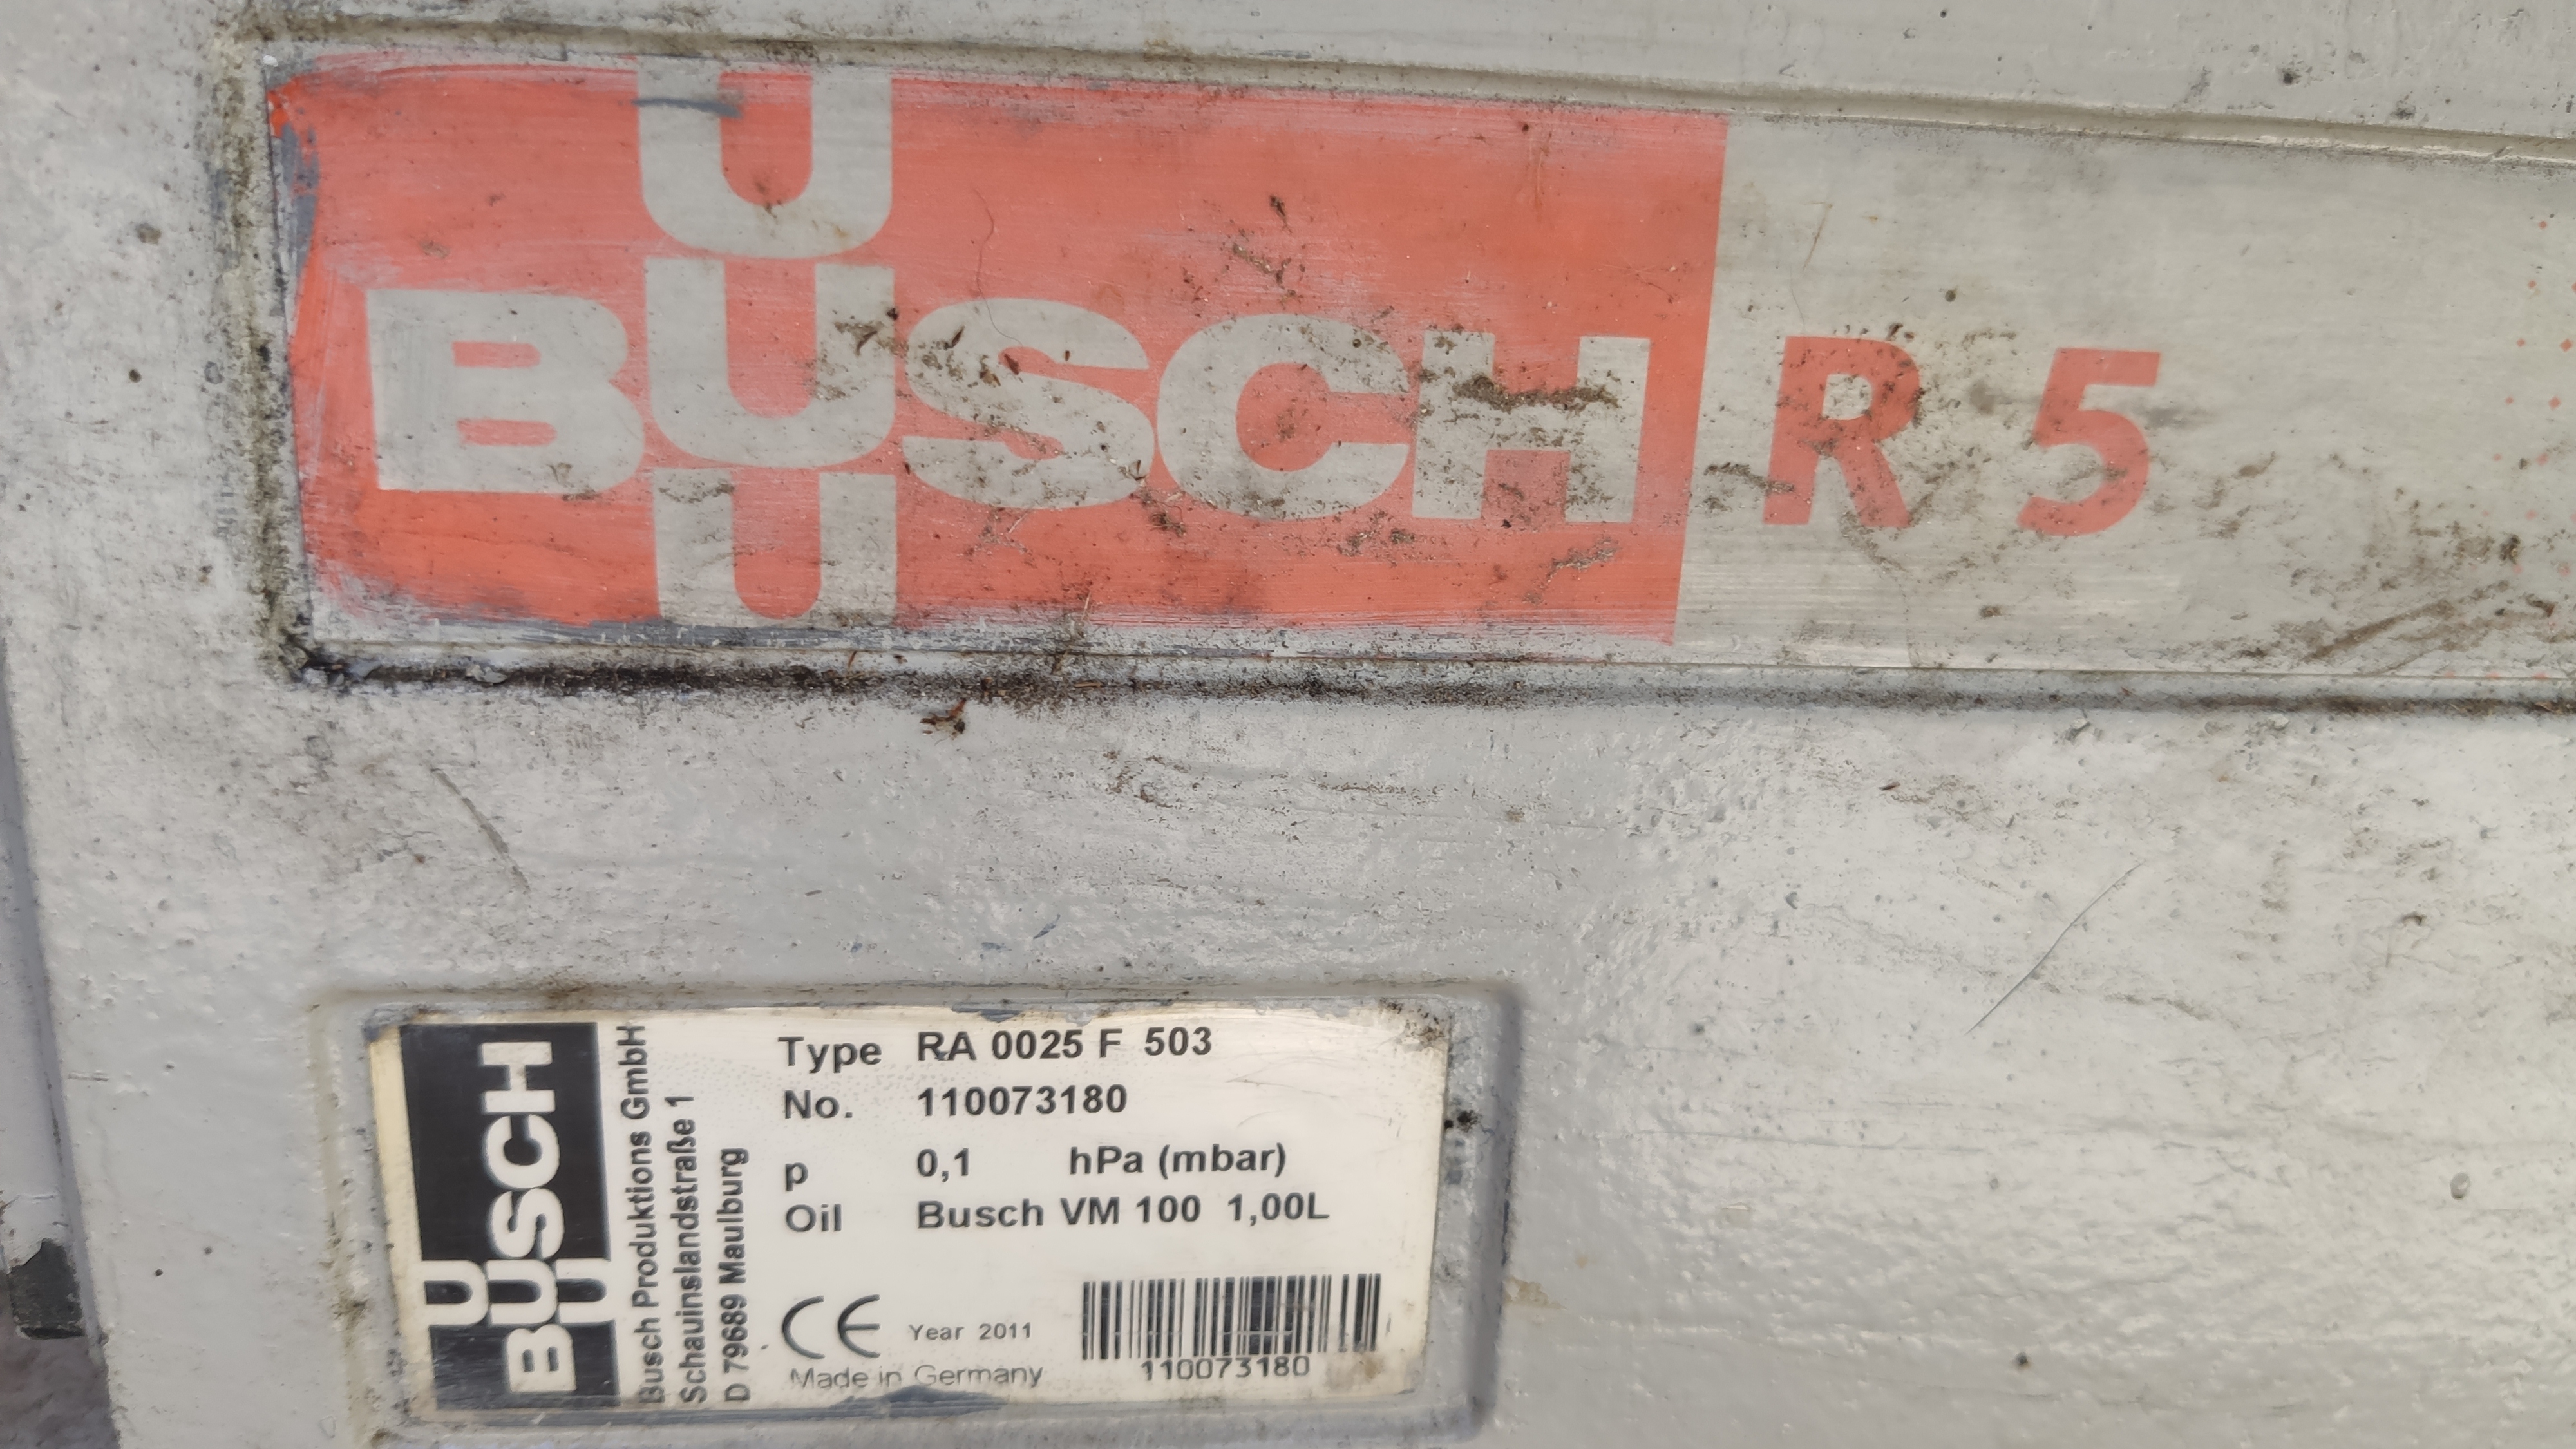 U
BUSCH R 5
U
U
BUSCH
U
Busch Produktions GmbH
Schauinslandstraße 1
D 79689 Maulburg
Type RA 0025 F 503
No. 110073180
p 0,1 hPa (mbar)
Oil Busch VM 100 1,00L
CE Year 2011
Made in Germany
110073180